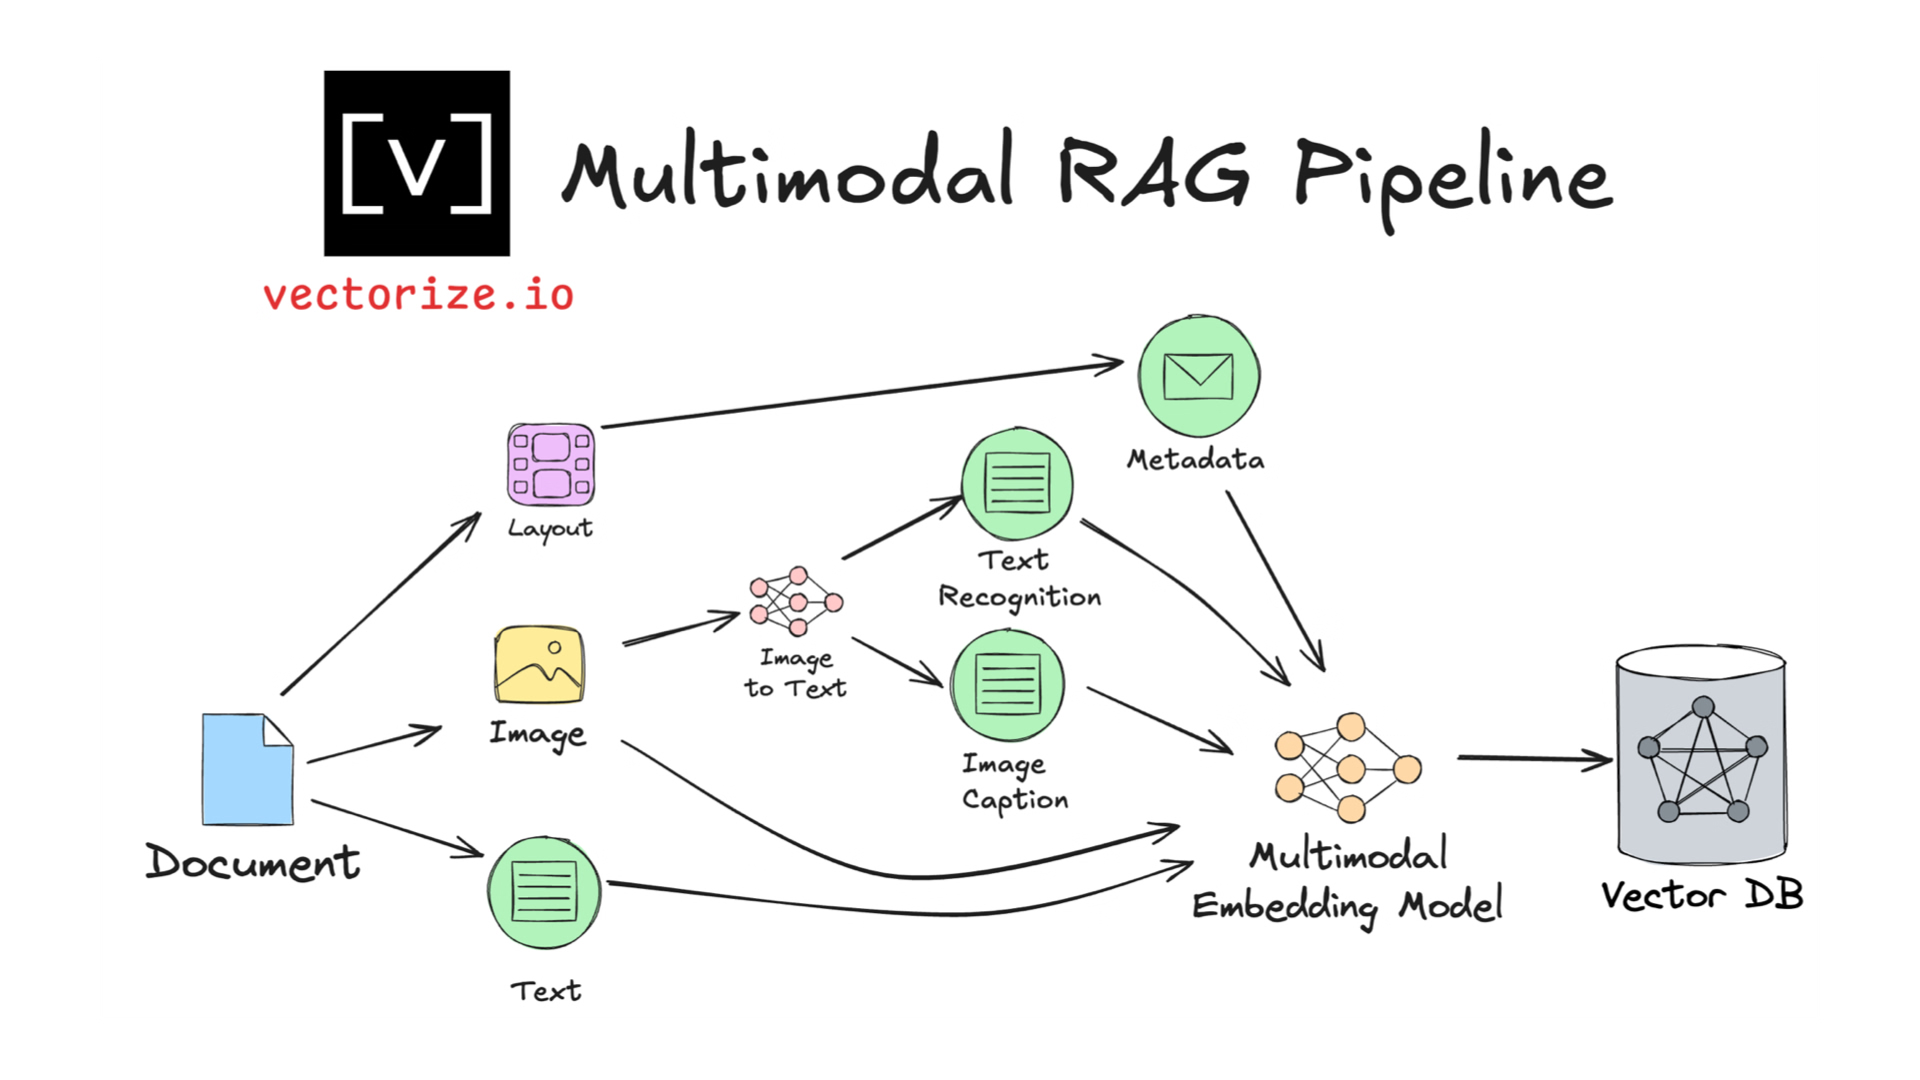 [V]
Multimodal RAG Pipeline
vectorize.io
Metadata
Layout
Text
Recognition
Image
to Text
Image
Image
Caption
Document
Multimodal
Embedding Model
Vector DB
Text